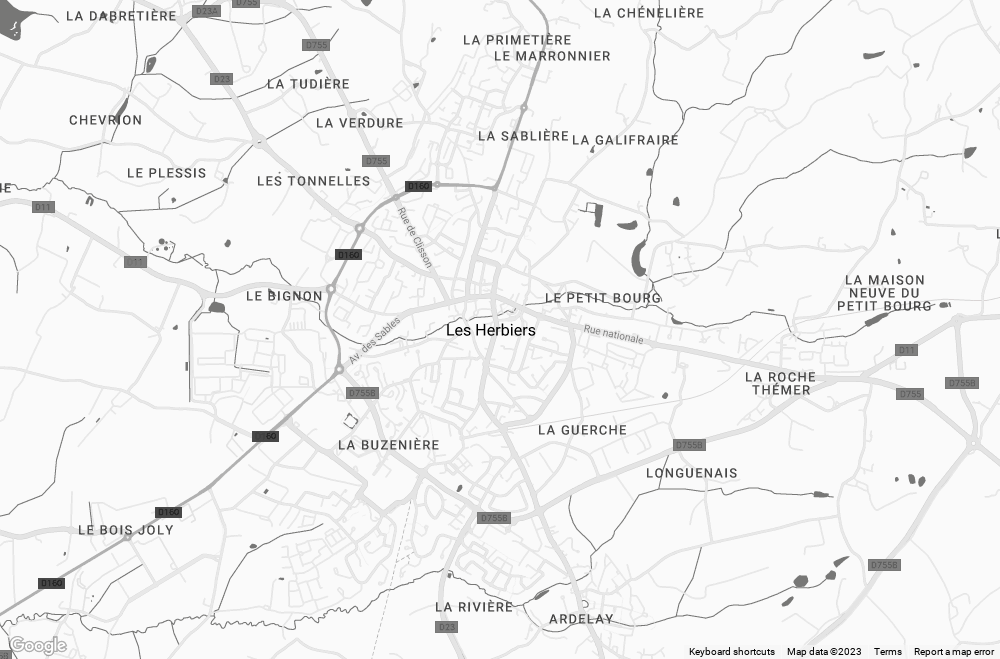 LA DABRETIÈRE
D23A
D755
LA CHÉNELIÈRE
D755
LA PRIMETIÈRE
LE MARRONNIER
D23
LA TUDIÈRE
CHEVRION
LA VERDURE
LA SABLIÈRE
LA GALIFRAIRE
D755
LE PLESSIS
LES TONNELLES
D160
D11
Rue de Clisson
D160
D11
LE BIGNON
LE PETIT BOURG
LA MAISON
NEUVE DU
PETIT BOURG
Av. des Sables
Les Herbiers
Rue nationale
D11
LA ROCHE
THÉMER
D755B
D755
D755B
LA GUERCHE
D160
LA BUZENIÈRE
D755B
LONGUENAIS
D160
D755B
LE BOIS JOLY
D755B
D160
LA RIVIÈRE
ARDELAY
D23
Google
Keyboard shortcuts
Map data ©2023
Terms
Report a map error